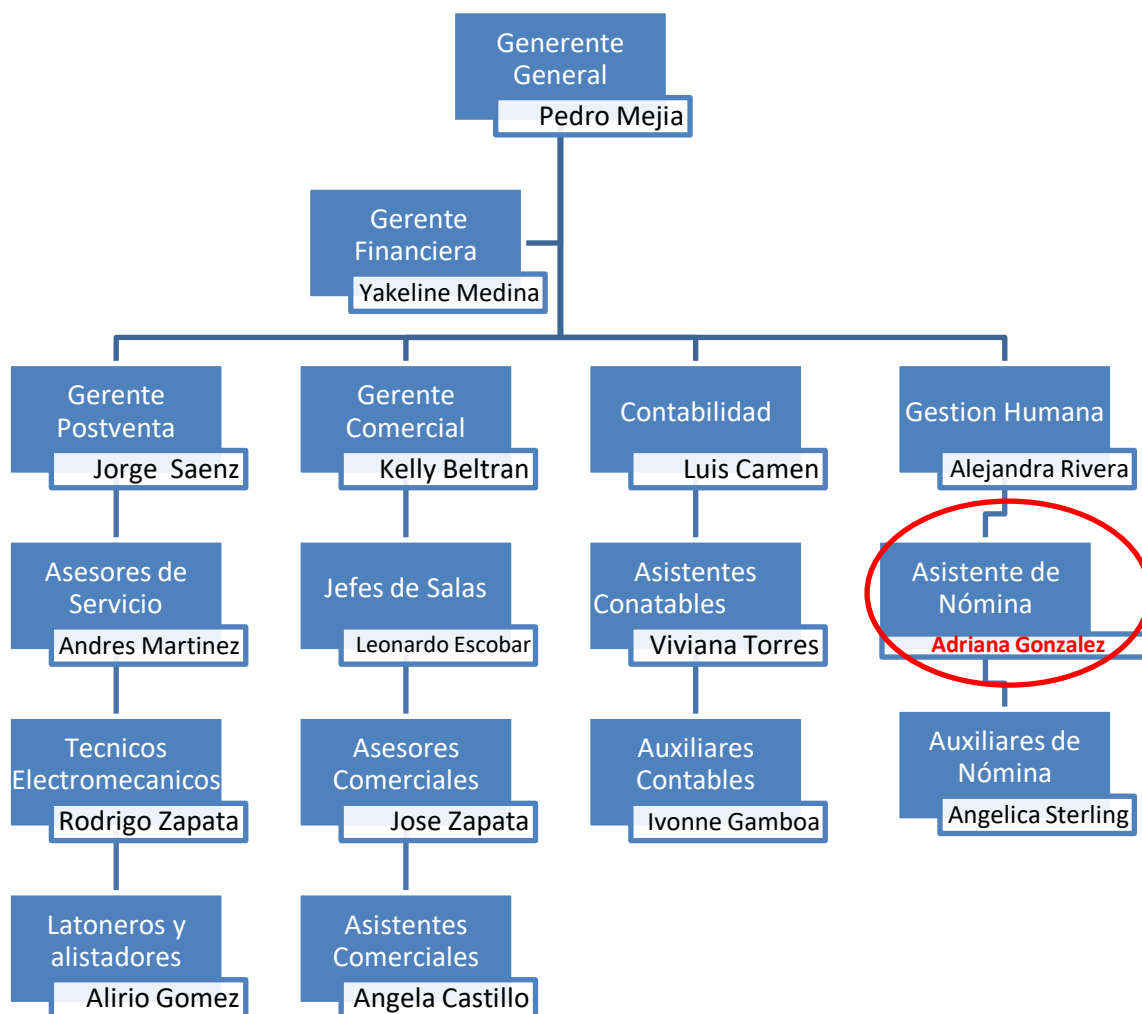 Generente
General
Pedro Mejia
Gerente
Financiera
Yakeline Medina
Gerente
Postventa
Jorge  Saenz
Gerente
Comercial
Kelly Beltran
Contabilidad
Luis Camen
Gestion Humana
Alejandra Rivera
Asesores de
Servicio
Andres Martinez
Jefes de Salas
Leonardo Escobar
Asistentes
Conatables
Viviana Torres
Asistente de
Nómina
Adriana Gonzalez
Tecnicos
Electromecanicos
Rodrigo Zapata
Asesores
Comerciales
Jose Zapata
Auxiliares
Contables
Ivonne Gamboa
Auxiliares de
Nómina
Angelica Sterling
Latoneros y
alistadores
Alirio Gomez
Asistentes
Comerciales
Angela Castillo